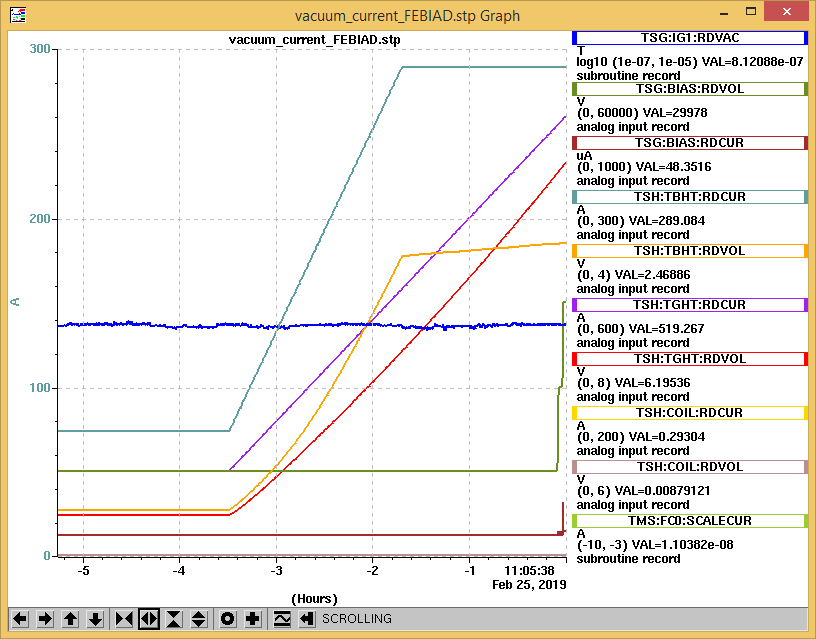 vacuum_current_FEBIAD.stp Graph
vacuum_current_FEBIAD.stp
300
200
100
0
A
-5
-4
-3
-2
-1
11:05:38
Feb 25, 2019
(Hours)
TSG:IG1:RDVAC
T
log10 (1e-07, 1e-05) VAL=8.12088e-07
subroutine record
TSG:BIAS:RDVOL
V
(0, 60000) VAL=29978
analog input record
TSG:BIAS:RDCUR
uA
(0, 1000) VAL=48.3516
analog input record
TSH:TBHT:RDCUR
A
(0, 300) VAL=289.084
analog input record
TSH:TBHT:RDVOL
V
(0, 4) VAL=2.46886
analog input record
TSH:TGHT:RDCUR
A
(0, 600) VAL=519.267
analog input record
TSH:TGHT:RDVOL
V
(0, 8) VAL=6.19536
analog input record
TSH:COIL:RDCUR
A
(0, 200) VAL=0.29304
analog input record
TSH:COIL:RDVOL
V
(0, 6) VAL=0.00879121
analog input record
TMS:FC0:SCALECUR
A
(-10, -3) VAL=1.10382e-08
subroutine record
SCROLLING